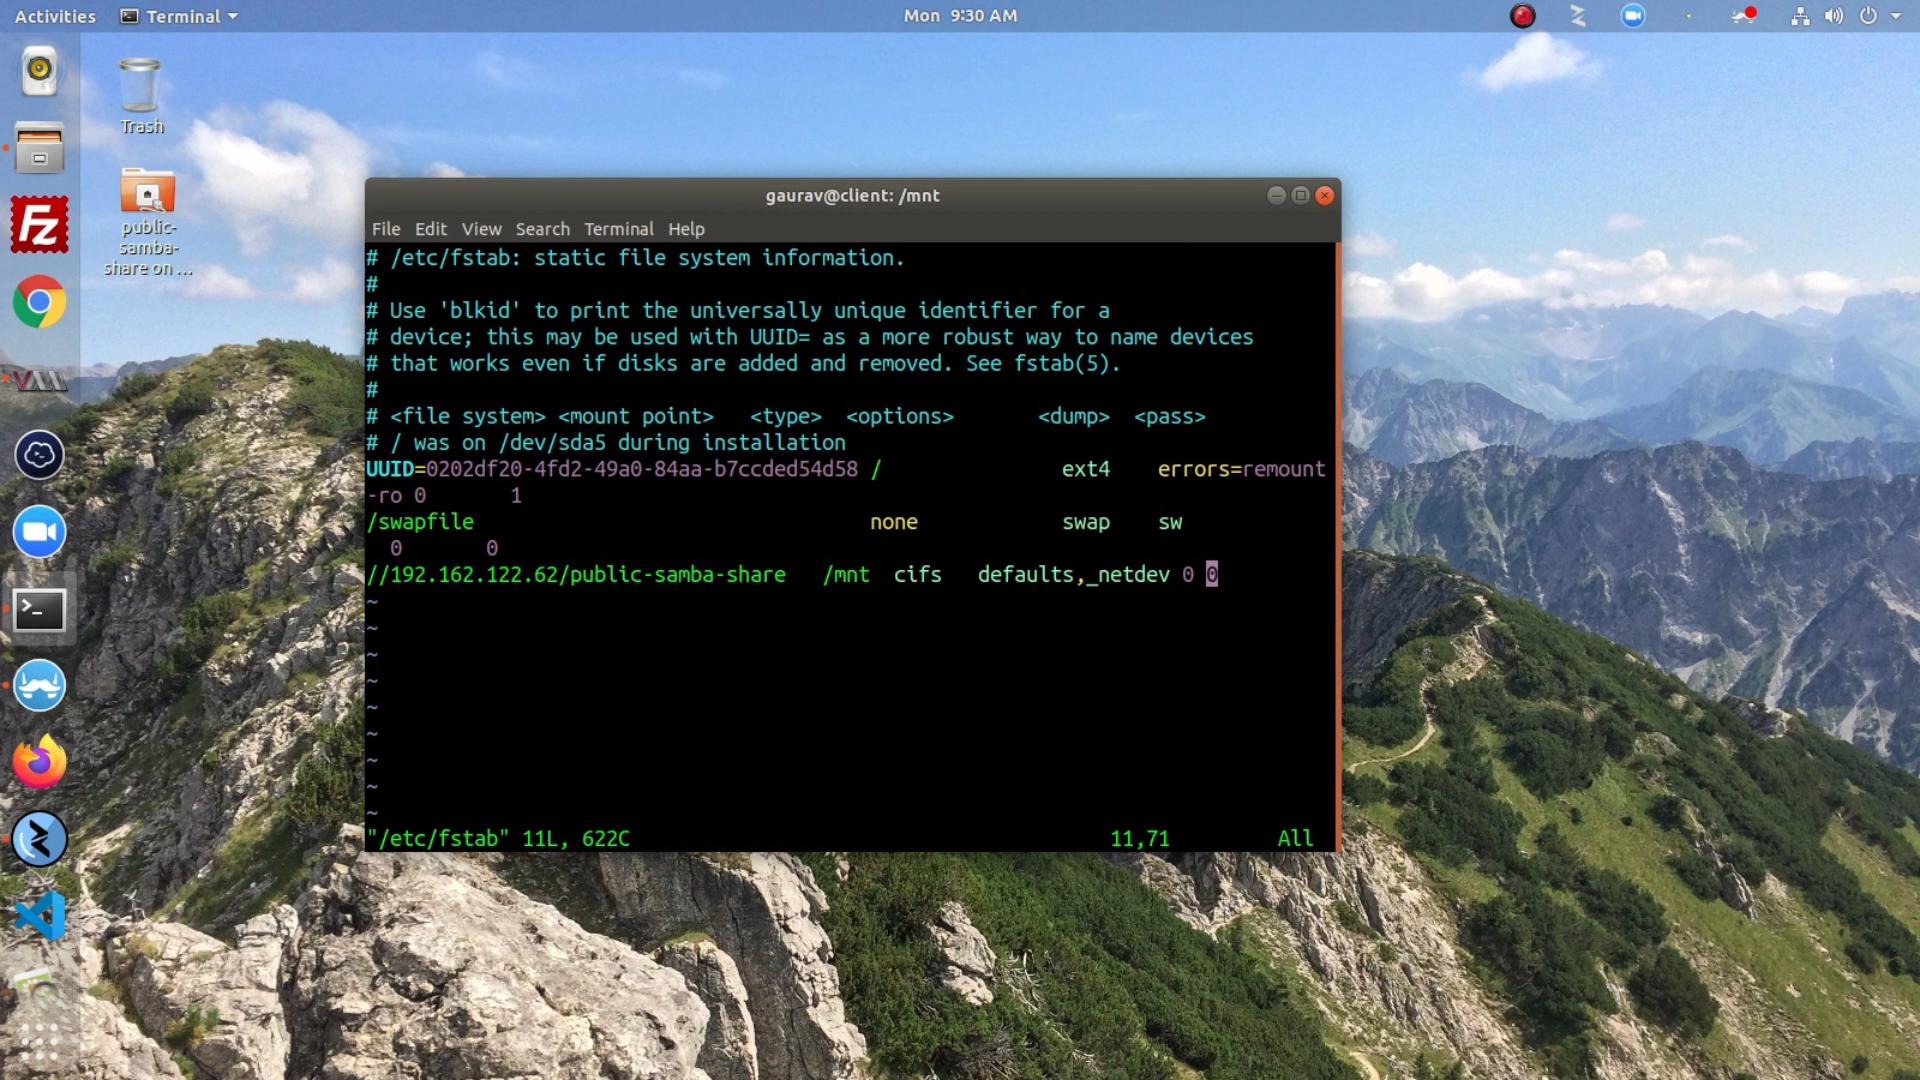 Activities Terminal Mon 9:30 AM
Trash
public-
samba-
share on ...
gaurav@client: /mnt
File Edit View Search Terminal Help
# /etc/fstab: static file system information.
#
# Use 'blkid' to print the universally unique identifier for a
# device; this may be used with UUID= as a more robust way to name devices
# that works even if disks are added and removed. See fstab(5).
#
# <file system> <mount point>   <type>  <options>       <dump>  <pass>
# / was on /dev/sda5 during installation
UUID=0202df20-4fd2-49a0-84aa-b7ccded54d58 /               ext4    errors=remount
-ro 0       1
/swapfile                                 none            swap    sw
  0       0
//192.162.122.62/public-samba-share   /mnt  cifs   defaults,_netdev 0 0
~
~
~
~
~
~
~
~
~
"/etc/fstab" 11L, 622C                                        11,71         All